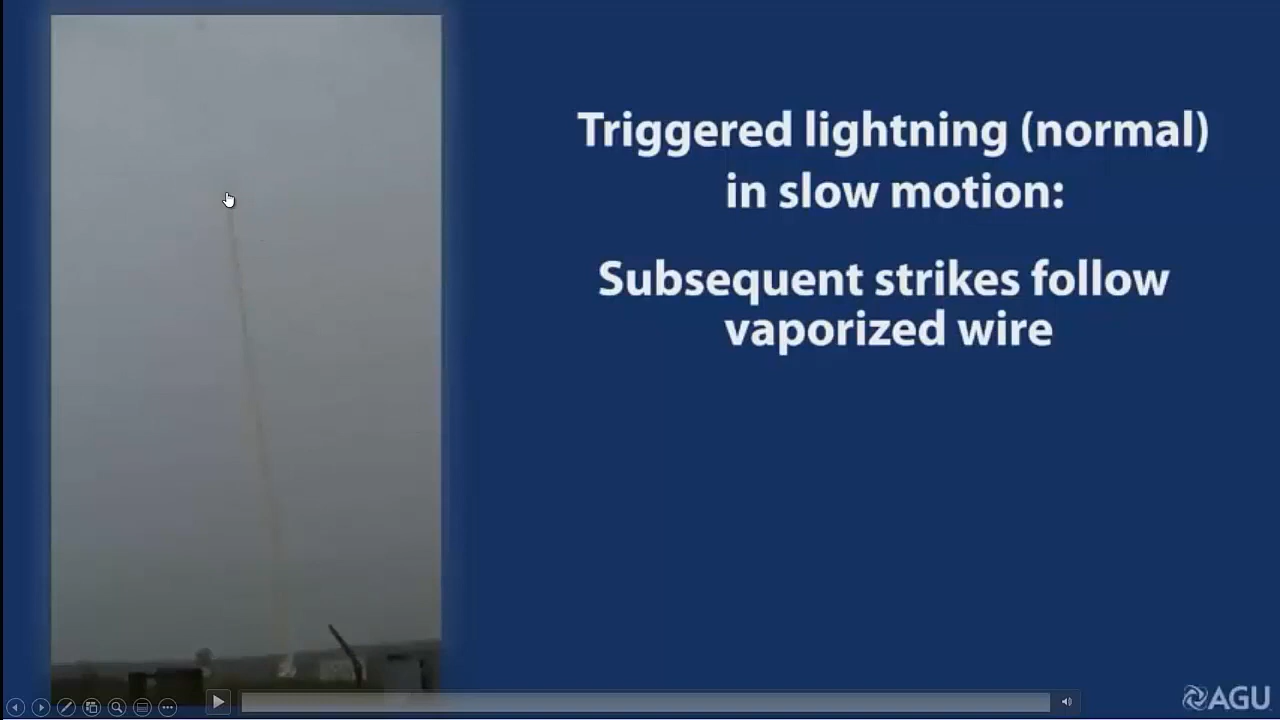 Triggered lightning (normal)
in slow motion:
Subsequent strikes follow
vaporized wire
AGU